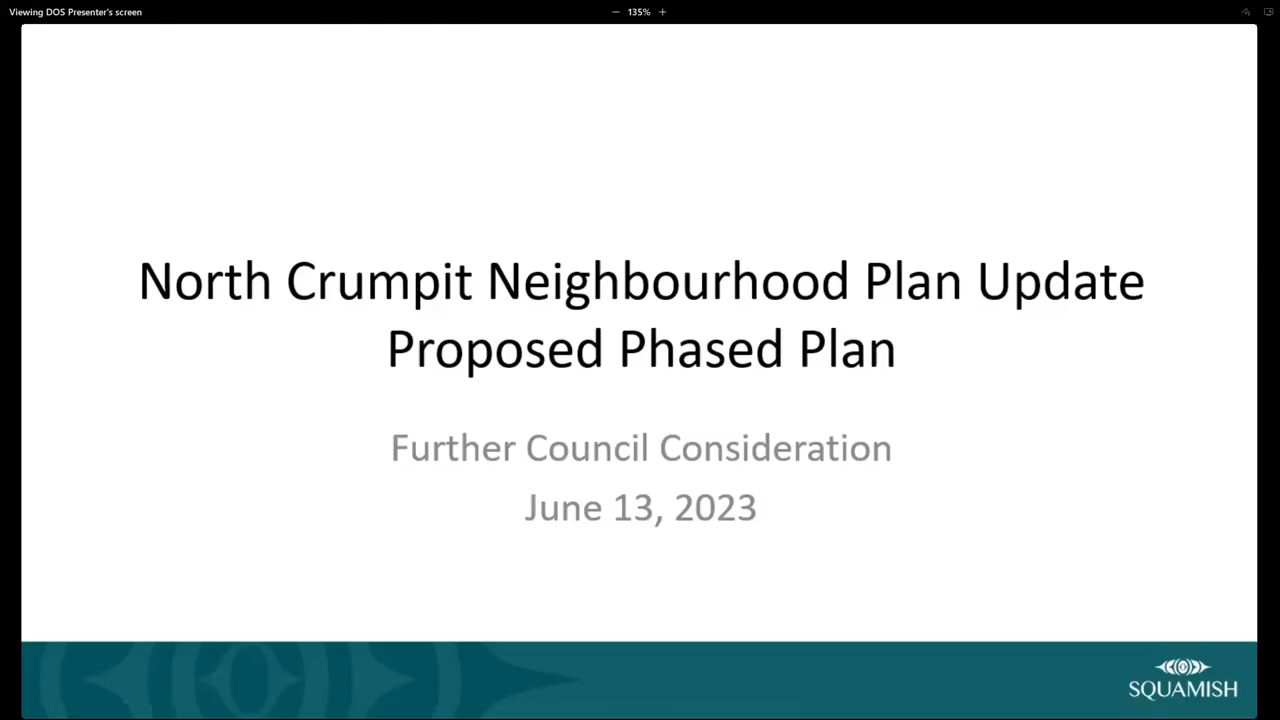 Viewing DOS Presenter's screen
− 135% +
North Crumpit Neighbourhood Plan Update
Proposed Phased Plan
Further Council Consideration
June 13, 2023
SQUAMISH